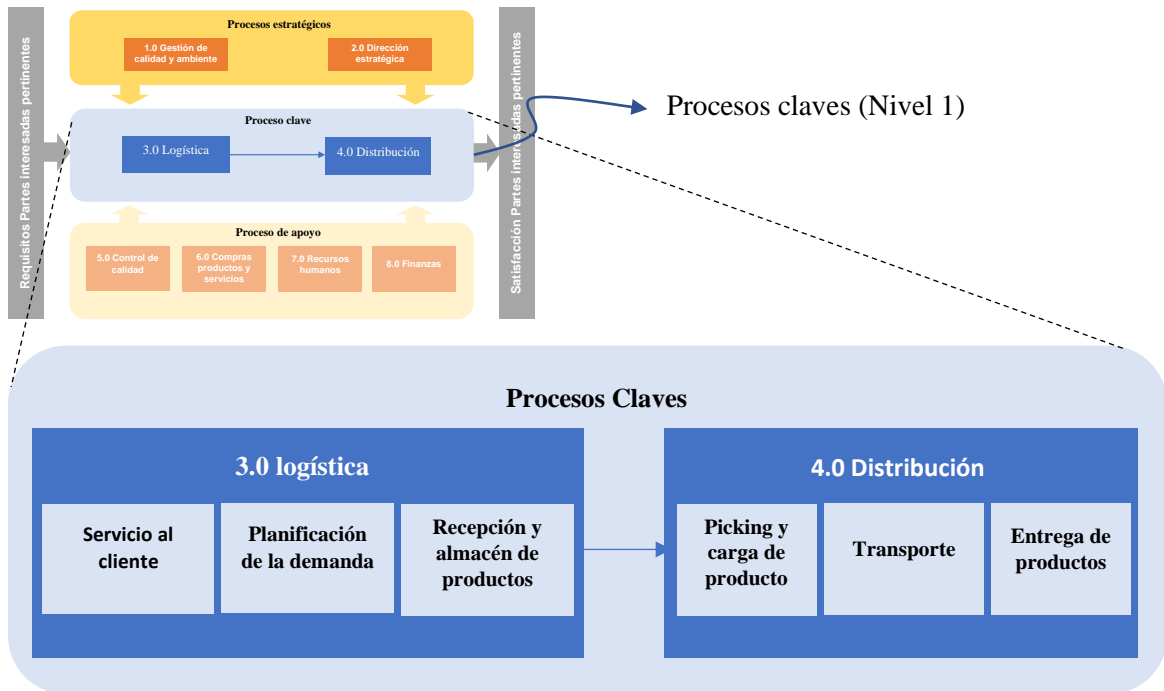 Requisitos Partes interesadas pertinentes
Procesos estratégicos
1.0 Gestión de
calidad y ambiente
2.0 Dirección
estratégica
Proceso clave
3.0 Logística
4.0 Distribución
Proceso de apoyo
5.0 Control de
calidad
6.0 Compras
productos y
servicios
7.0 Recursos
humanos
8.0 Finanzas
Satisfacción Partes interesadas pertinentes
Procesos claves (Nivel 1)
Procesos Claves
3.0 logística
Servicio al
cliente
Planificación
de la demanda
Recepción y
almacén de
productos
4.0 Distribución
Picking y
carga de
producto
Transporte
Entrega de
productos